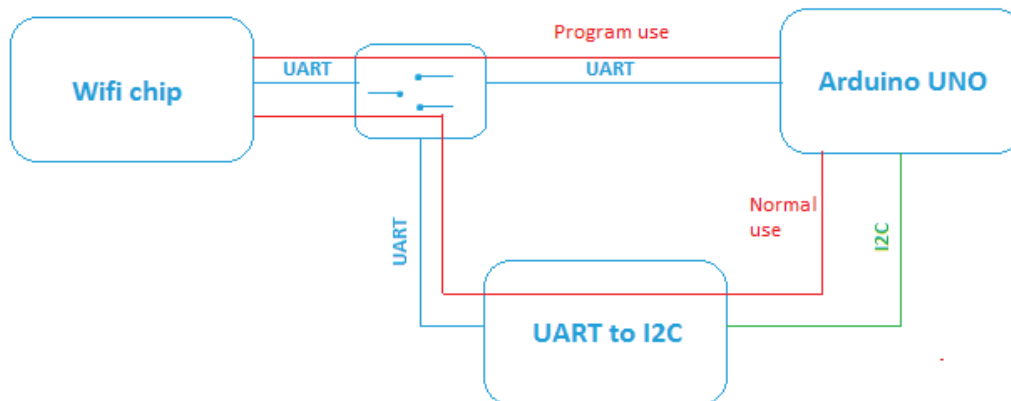 Program use
UART
UART
Wifi chip
Arduino UNO
Normal
use
UART
I2C
UART to I2C